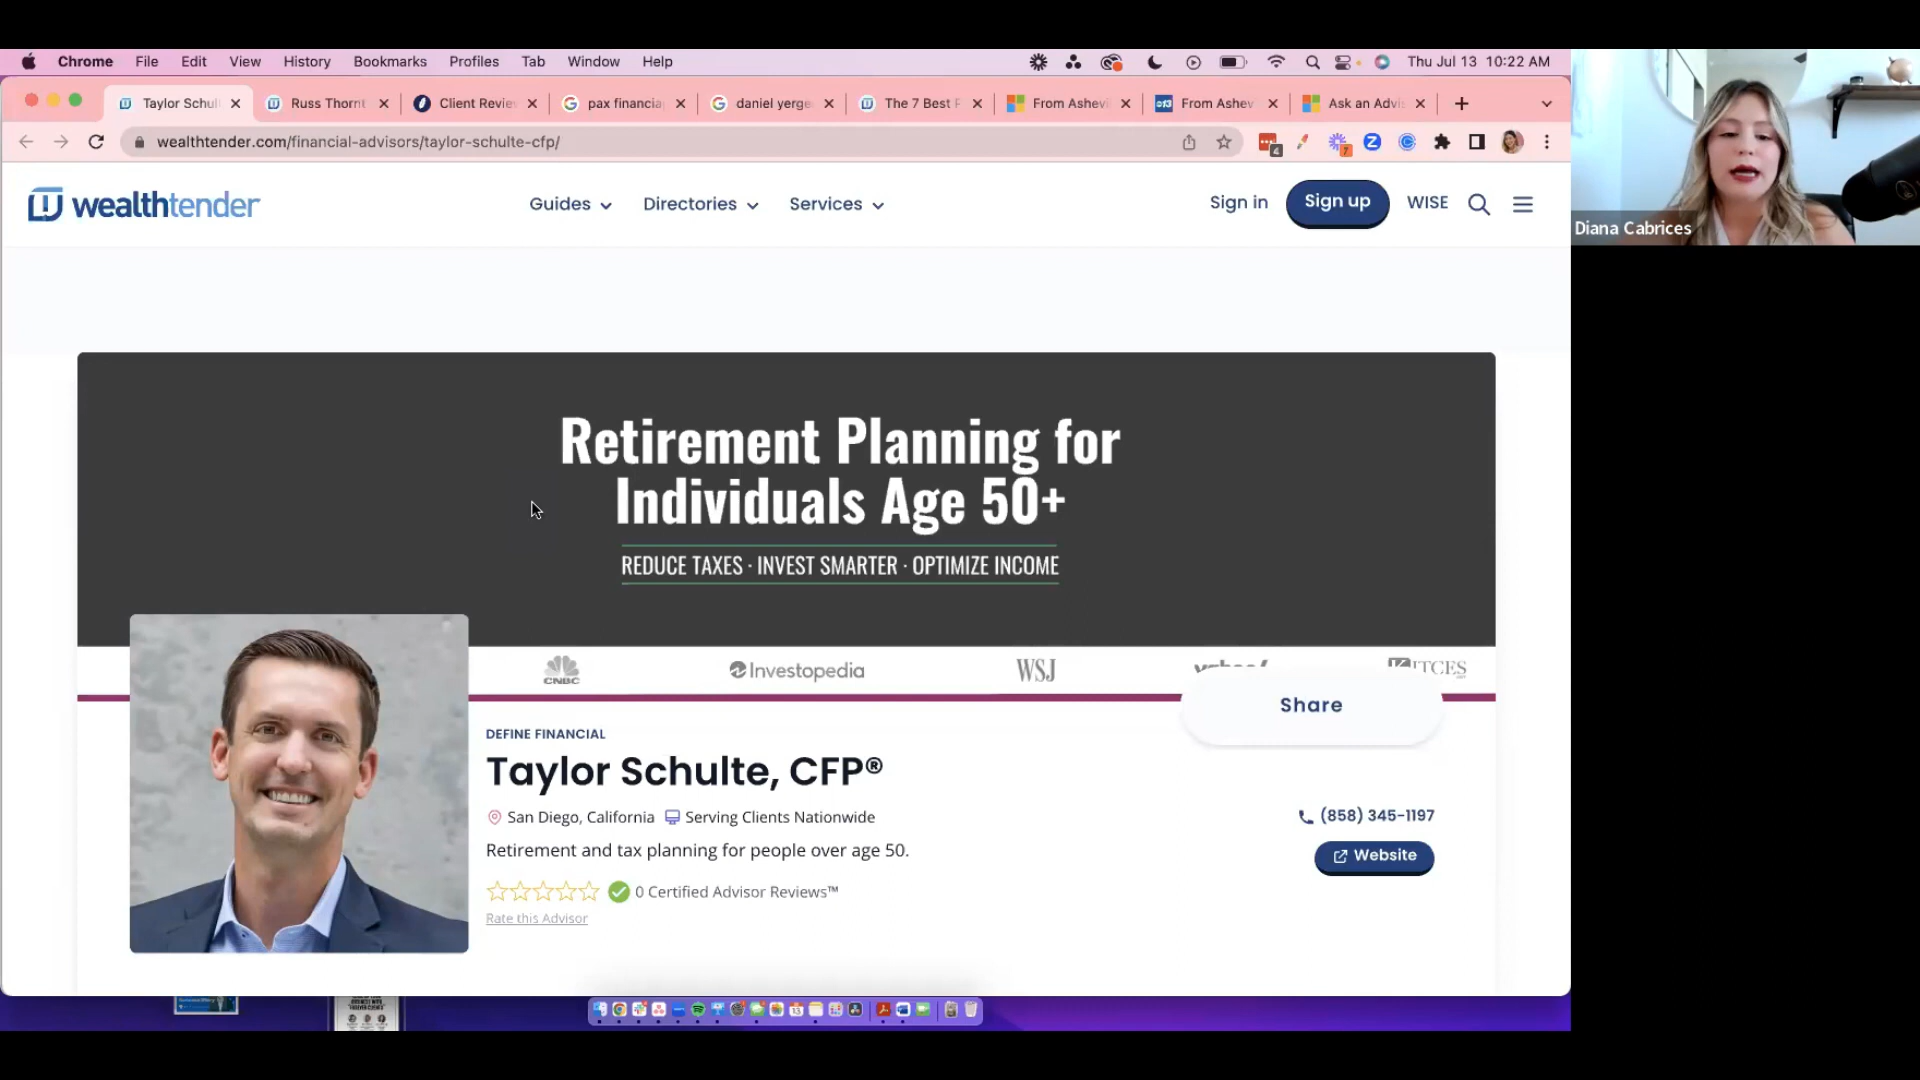 Chrome File Edit View History Bookmarks Profiles Tab Window Help Thu Jul 13 10:22 AM
Taylor Schul Russ Thornt Client Revie pax financia daniel yerge The 7 Best F From Ashevi From Ashev Ask an Advis
wealthtender.com/financial-advisors/taylor-schulte-cfp/
wealthtender Guides Directories Services Sign in Sign up WISE
Diana Cabrices
Retirement Planning for
Individuals Age 50+
REDUCE TAXES · INVEST SMARTER · OPTIMIZE INCOME
CNBC Investopedia WSJ yahoo! KITCES
Share
DEFINE FINANCIAL
Taylor Schulte, CFP®
San Diego, California Serving Clients Nationwide
(858) 345-1197
Retirement and tax planning for people over age 50.
Website
0 Certified Advisor Reviews™
Rate this Advisor